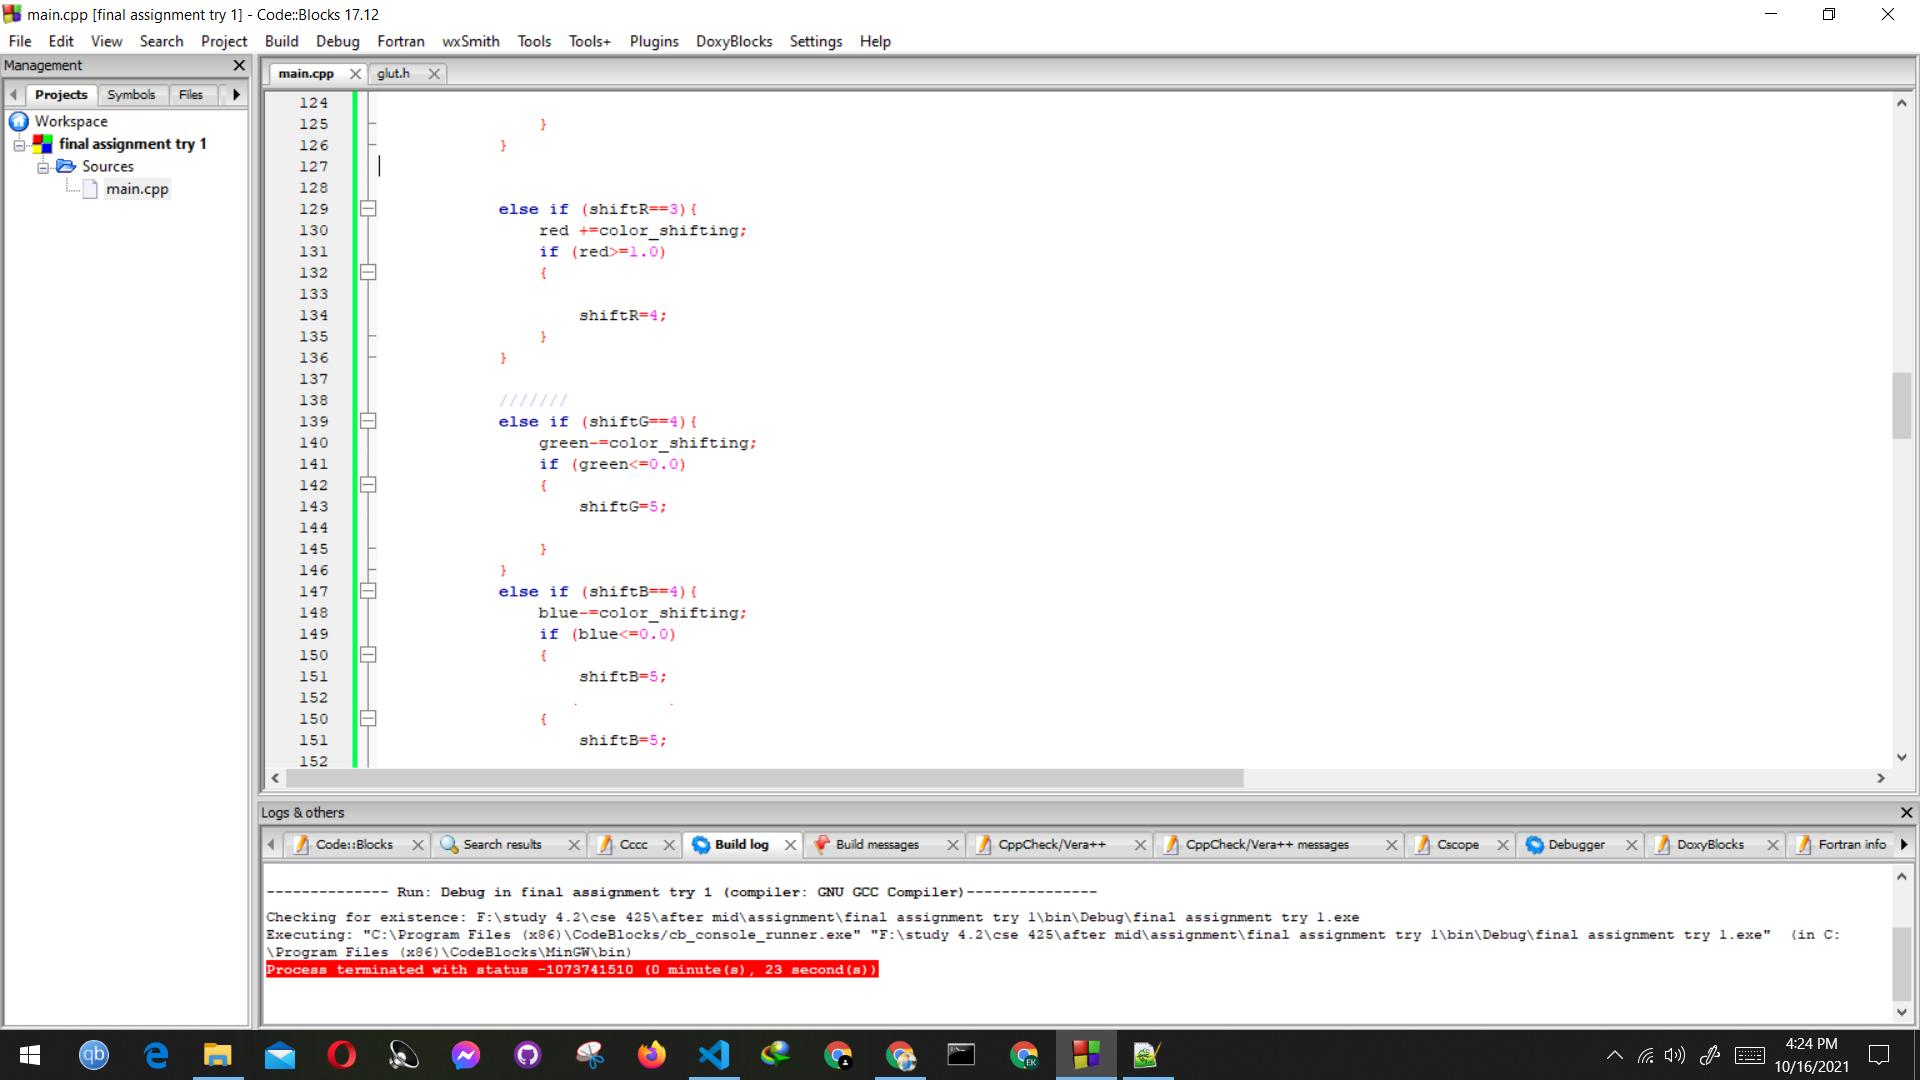 main.cpp [final assignment try 1] - Code::Blocks 17.12
File Edit View Search Project Build Debug Fortran wxSmith Tools Tools+ Plugins DoxyBlocks Settings Help
Management
Projects Symbols Files
Workspace
final assignment try 1
Sources
main.cpp
main.cpp glut.h
124
125 }
126 }
127
128
129 else if (shiftR==3){
130 red +=color_shifting;
131 if (red>=1.0)
132 {
133
134 shiftR=4;
135 }
136 }
137
138 ///////
139 else if (shiftG==4){
140 green-=color_shifting;
141 if (green<=0.0)
142 {
143 shiftG=5;
144
145 }
146 }
147 else if (shiftB==4){
148 blue-=color_shifting;
149 if (blue<=0.0)
150 {
151 shiftB=5;
152
150 {
151 shiftB=5;
152
Logs & others
Code::Blocks Search results Cccc Build log Build messages CppCheck/Vera++ CppCheck/Vera++ messages Cscope Debugger DoxyBlocks Fortran info
-------------- Run: Debug in final assignment try 1 (compiler: GNU GCC Compiler)---------------
Checking for existence: F:\study 4.2\cse 425\after mid\assignment\final assignment try 1\bin\Debug\final assignment try 1.exe
Executing: "C:\Program Files (x86)\CodeBlocks/cb_console_runner.exe" "F:\study 4.2\cse 425\after mid\assignment\final assignment try 1\bin\Debug\final assignment try 1.exe"  (in C:
\Program Files (x86)\CodeBlocks\MinGW\bin)
Process terminated with status -1073741510 (0 minute(s), 23 second(s))
qb
EK
4:24 PM
10/16/2021